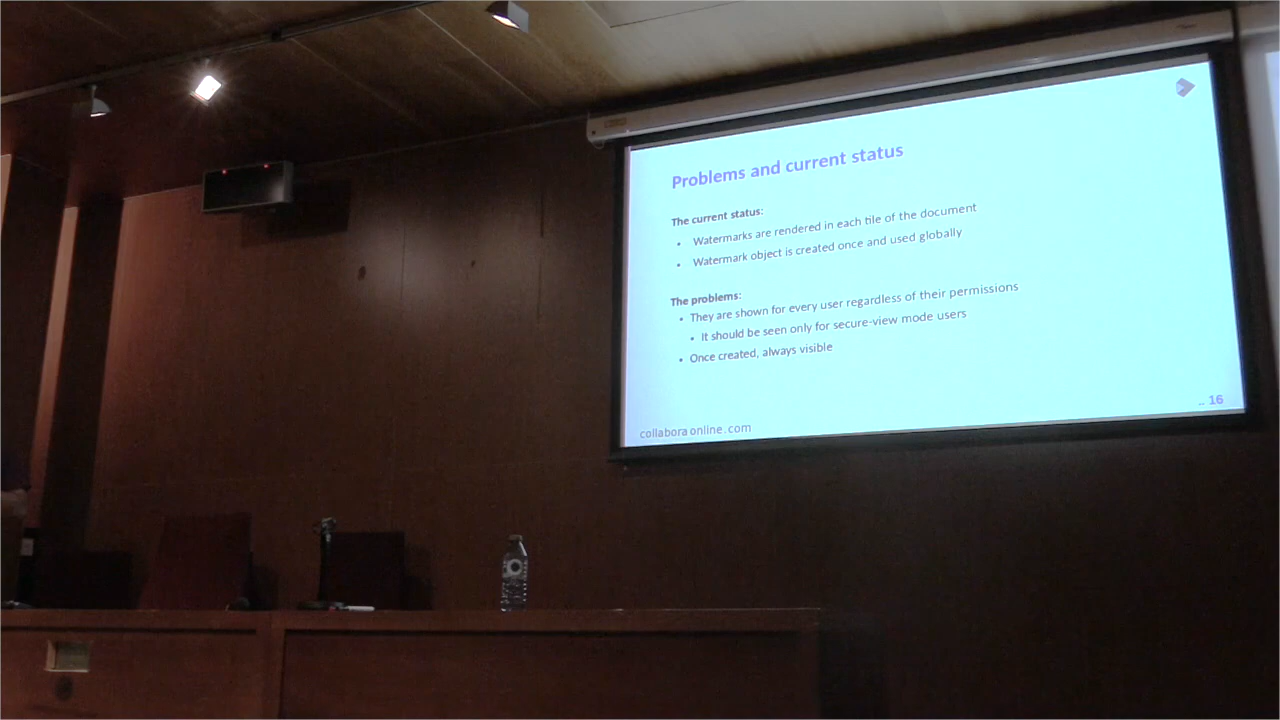 Problems and current status
The current status:
• Watermarks are rendered in each tile of the document
• Watermark object is created once and used globally
The problems:
• They are shown for every user regardless of their permissions
• It should be seen only for secure-view mode users
• Once created, always visible
.. 16
collaboraonline.com